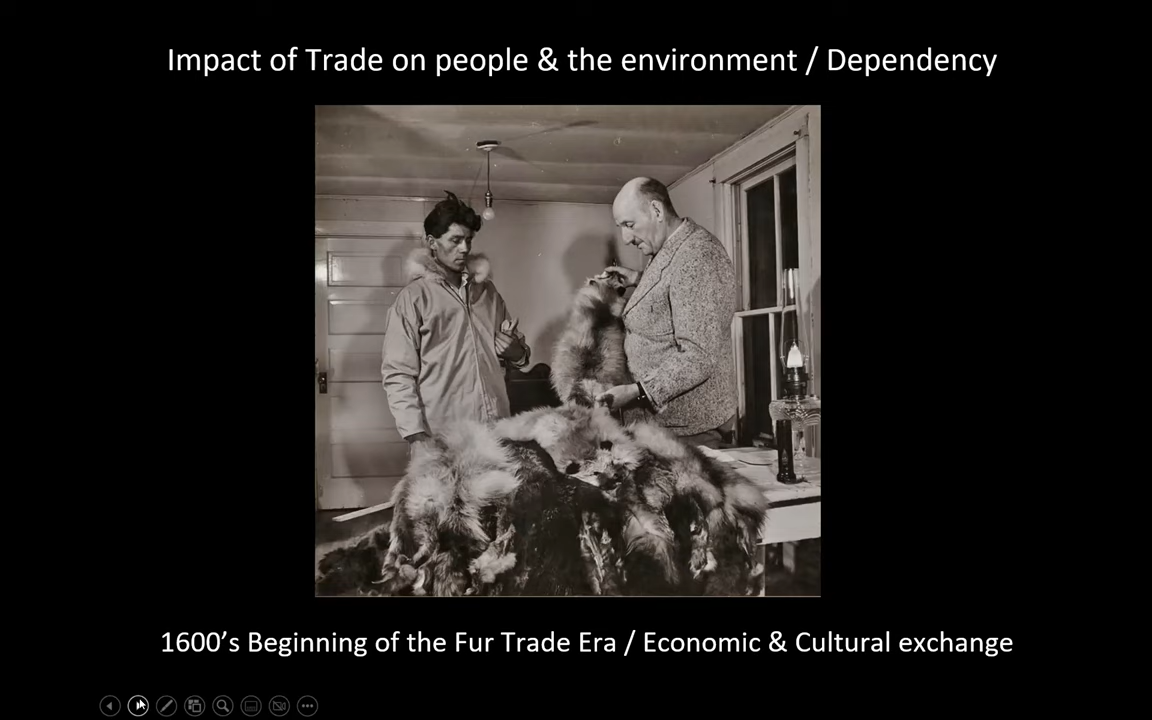 Impact of Trade on people & the environment / Dependency
1600’s Beginning of the Fur Trade Era / Economic & Cultural exchange